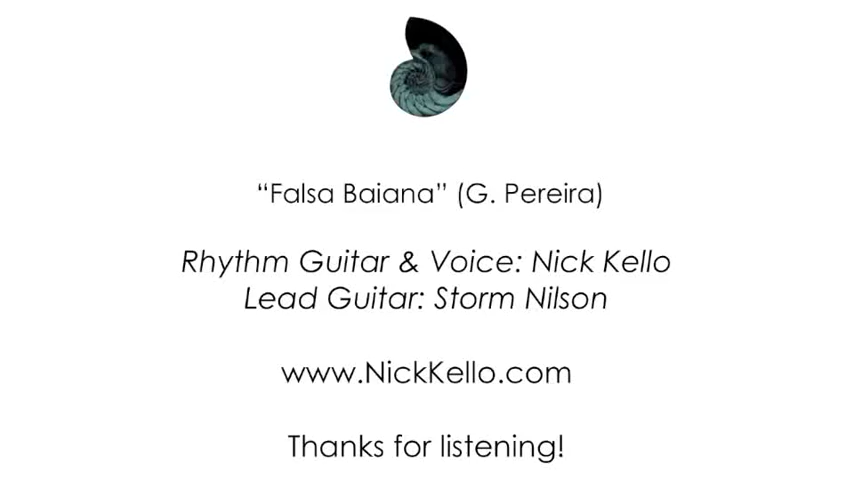 “Falsa Baiana” (G. Pereira)
Rhythm Guitar & Voice: Nick Kello
Lead Guitar: Storm Nilson
www.NickKello.com
Thanks for listening!